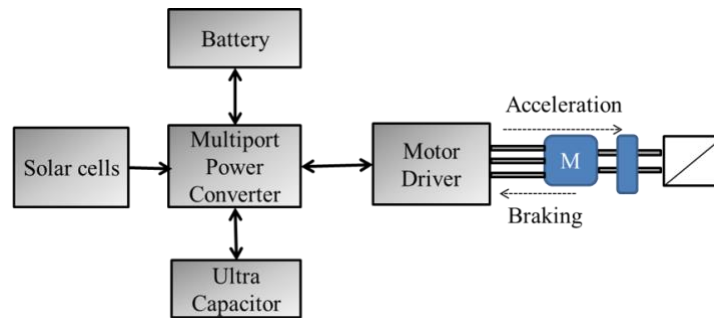 Battery
Acceleration
Solar cells
Multiport
Power
Converter
Motor
Driver
M
Braking
Ultra
Capacitor